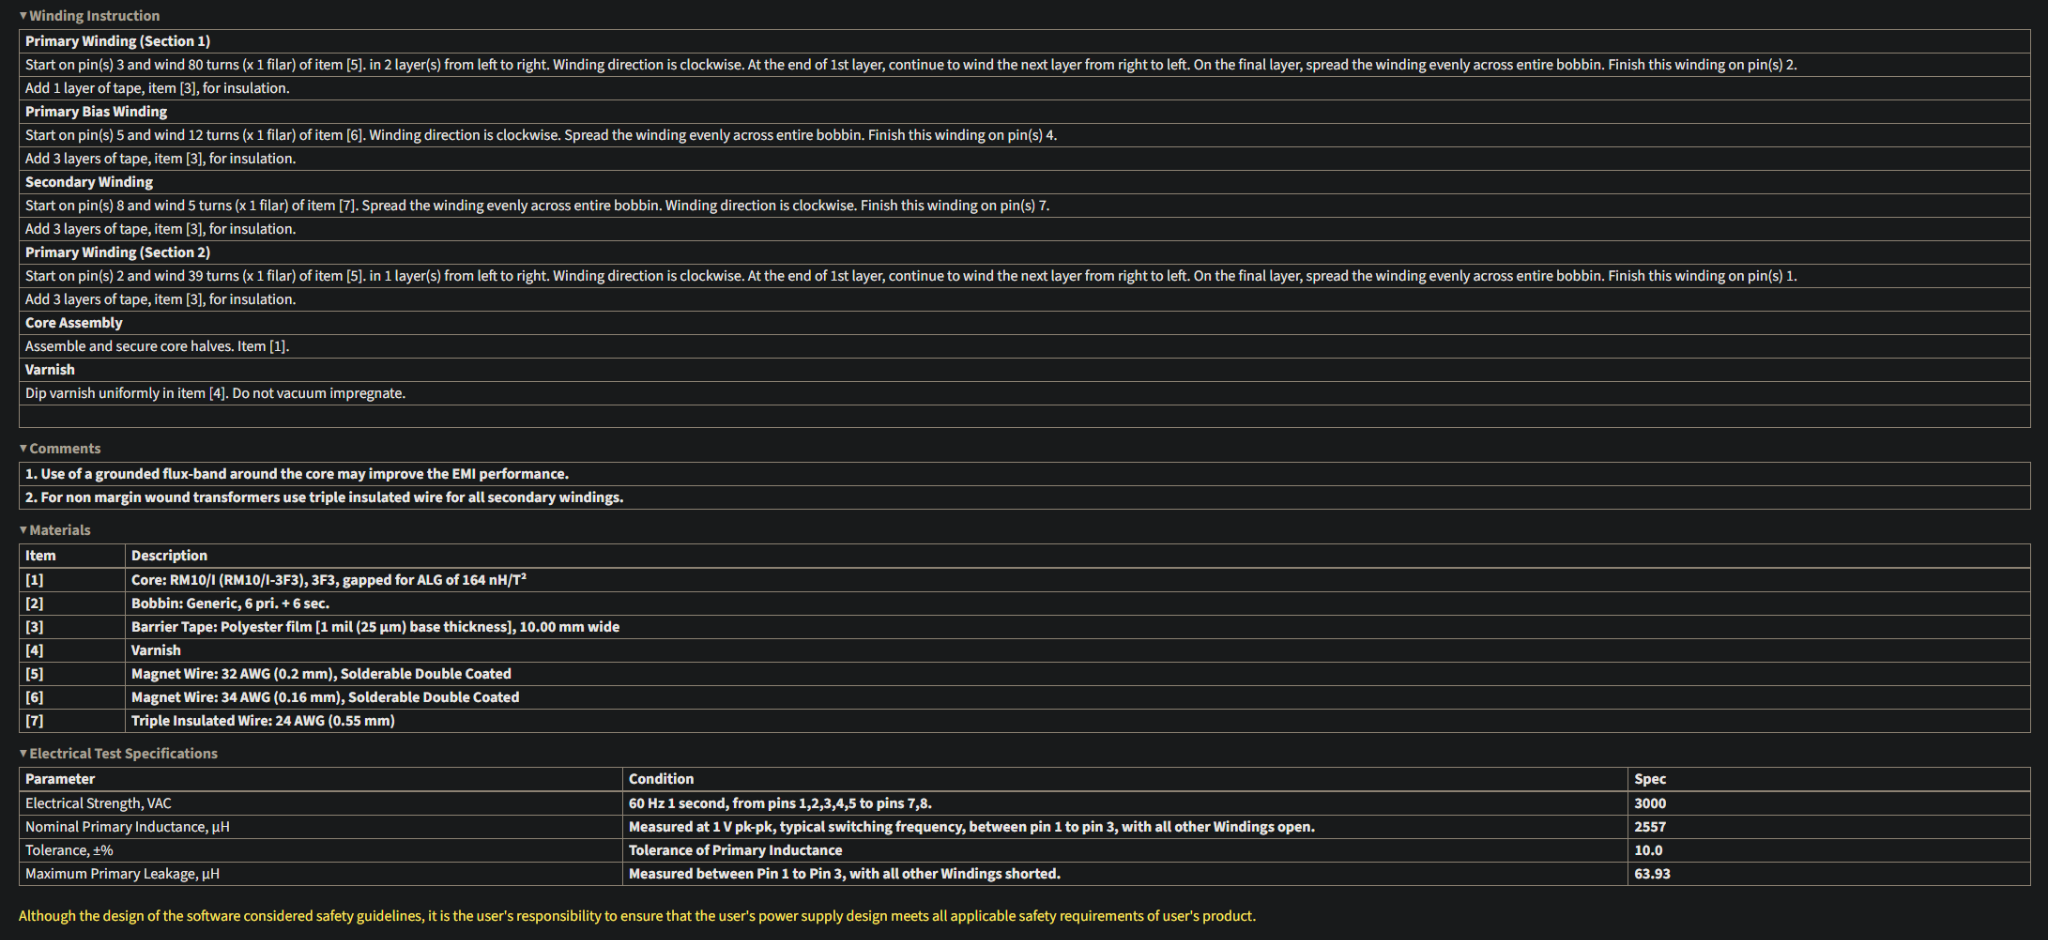 ▼Winding Instruction
Primary Winding (Section 1)
Start on pin(s) 3 and wind 80 turns (x 1 filar) of item [5]. in 2 layer(s) from left to right. Winding direction is clockwise. At the end of 1st layer, continue to wind the next layer from right to left. On the final layer, spread the winding evenly across entire bobbin. Finish this winding on pin(s) 2.
Add 1 layer of tape, item [3], for insulation.
Primary Bias Winding
Start on pin(s) 5 and wind 12 turns (x 1 filar) of item [6]. Winding direction is clockwise. Spread the winding evenly across entire bobbin. Finish this winding on pin(s) 4.
Add 3 layers of tape, item [3], for insulation.
Secondary Winding
Start on pin(s) 8 and wind 5 turns (x 1 filar) of item [7]. Spread the winding evenly across entire bobbin. Winding direction is clockwise. Finish this winding on pin(s) 7.
Add 3 layers of tape, item [3], for insulation.
Primary Winding (Section 2)
Start on pin(s) 2 and wind 39 turns (x 1 filar) of item [5]. in 1 layer(s) from left to right. Winding direction is clockwise. At the end of 1st layer, continue to wind the next layer from right to left. On the final layer, spread the winding evenly across entire bobbin. Finish this winding on pin(s) 1.
Add 3 layers of tape, item [3], for insulation.
Core Assembly
Assemble and secure core halves. Item [1].
Varnish
Dip varnish uniformly in item [4]. Do not vacuum impregnate.
▼Comments
1. Use of a grounded flux-band around the core may improve the EMI performance.
2. For non margin wound transformers use triple insulated wire for all secondary windings.
▼Materials
Item Description
[1] Core: RM10/I (RM10/I-3F3), 3F3, gapped for ALG of 164 nH/T²
[2] Bobbin: Generic, 6 pri. + 6 sec.
[3] Barrier Tape: Polyester film [1 mil (25 µm) base thickness], 10.00 mm wide
[4] Varnish
[5] Magnet Wire: 32 AWG (0.2 mm), Solderable Double Coated
[6] Magnet Wire: 34 AWG (0.16 mm), Solderable Double Coated
[7] Triple Insulated Wire: 24 AWG (0.55 mm)
▼Electrical Test Specifications
Parameter Condition Spec
Electrical Strength, VAC 60 Hz 1 second, from pins 1,2,3,4,5 to pins 7,8. 3000
Nominal Primary Inductance, µH Measured at 1 V pk-pk, typical switching frequency, between pin 1 to pin 3, with all other Windings open. 2557
Tolerance, ±% Tolerance of Primary Inductance 10.0
Maximum Primary Leakage, µH Measured between Pin 1 to Pin 3, with all other Windings shorted. 63.93
Although the design of the software considered safety guidelines, it is the user's responsibility to ensure that the user's power supply design meets all applicable safety requirements of user's product.